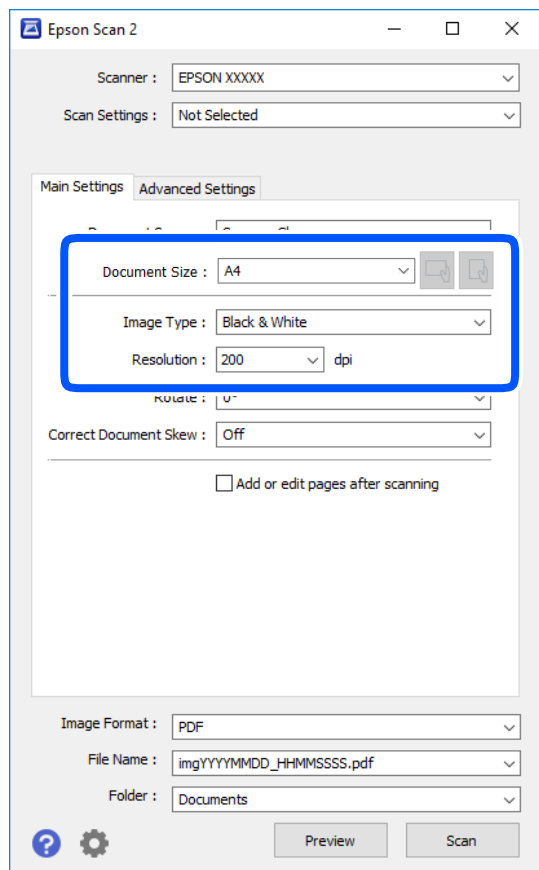 Epson Scan 2
Scanner : EPSON XXXXX
Scan Settings : Not Selected
Main Settings Advanced Settings
Document Size : A4
Image Type : Black & White
Resolution : 200 dpi
Rotate : 0°
Correct Document Skew : Off
Add or edit pages after scanning
Image Format : PDF
File Name : imgYYYYMMDD_HHMMSSSS.pdf
Folder : Documents
? Preview Scan